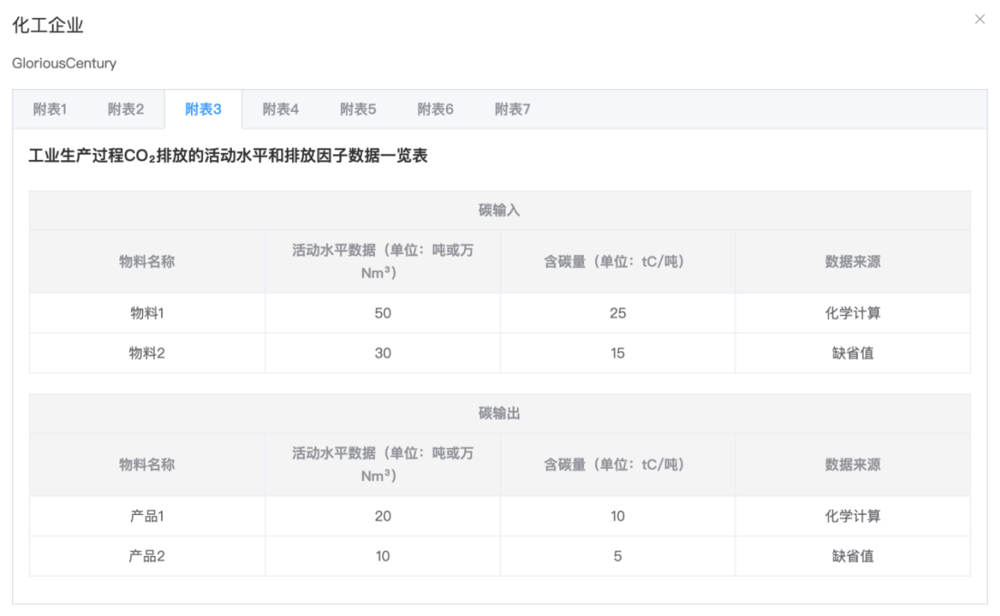 化工企业
GloriousCentury
附表1 附表2 附表3 附表4 附表5 附表6 附表7
工业生产过程CO₂排放的活动水平和排放因子数据一览表
碳输入
物料名称 活动水平数据（单位：吨或万Nm³） 含碳量（单位：tC/吨） 数据来源
物料1 50 25 化学计算
物料2 30 15 缺省值
碳输出
物料名称 活动水平数据（单位：吨或万Nm³） 含碳量（单位：tC/吨） 数据来源
产品1 20 10 化学计算
产品2 10 5 缺省值